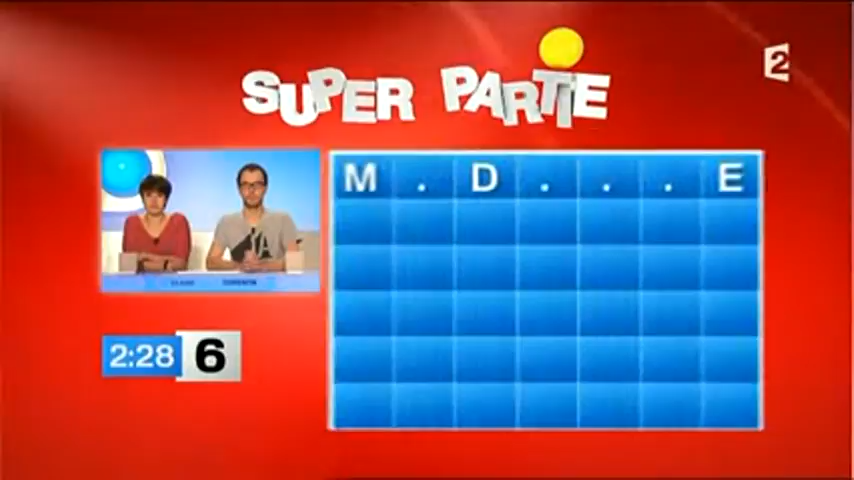 SUPER PARTIE
2
M . D . . . E
2:28 6